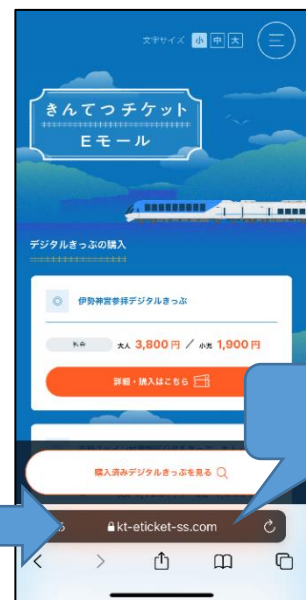 文字サイズ 小 中 大
きんてつチケット
Eモール
デジタルきっぷの購入
伊勢神宮参拝デジタルきっぷ
大人 3,800円 / 小児 1,900円
詳細・購入はこちら
購入済みデジタルきっぷを見る
kt-eticket-ss.com